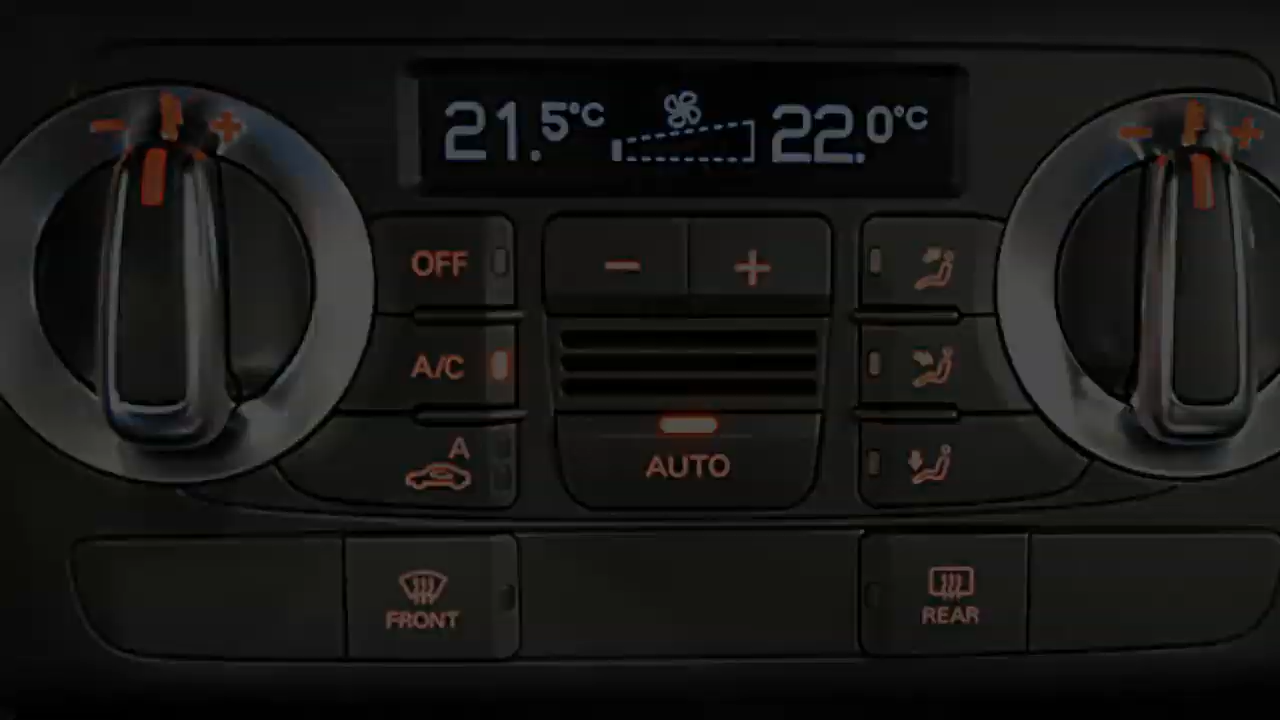 21.5°C 22.0°C
- +
- +
OFF
- +
A/C
A
AUTO
FRONT
REAR